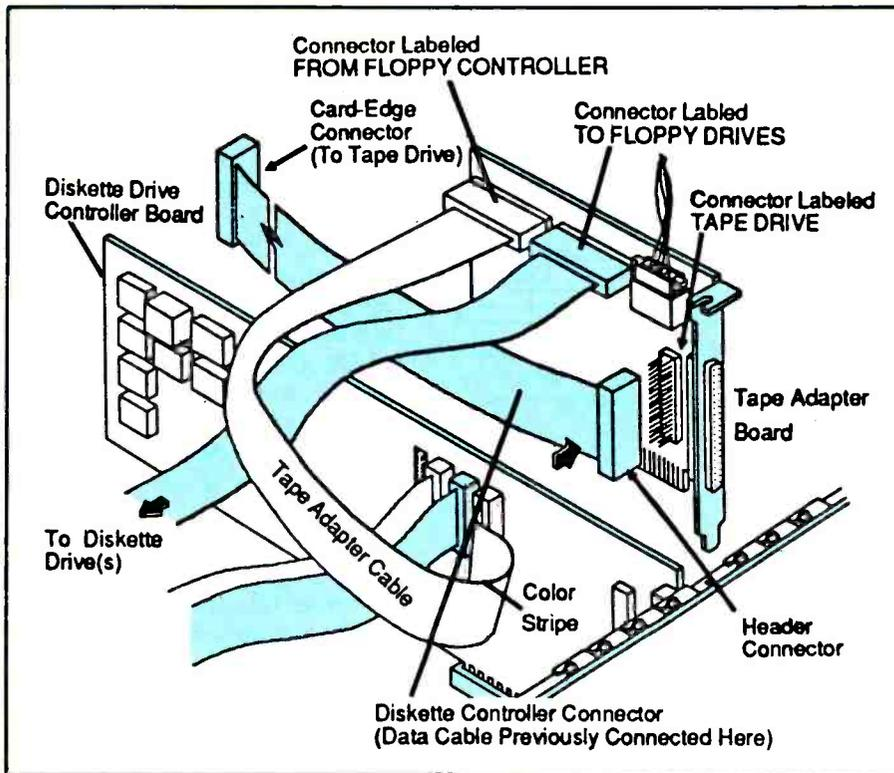 Connector Labeled
FROM FLOPPY CONTROLLER
Card-Edge
Connector
(To Tape Drive)
Connector Labled
TO FLOPPY DRIVES
Diskette Drive
Controller Board
Connector Labeled
TAPE DRIVE
Tape Adapter
Board
Tape Adapter Cable
To Diskette
Drive(s)
Color
Stripe
Header
Connector
Diskette Controller Connector
(Data Cable Previously Connected Here)